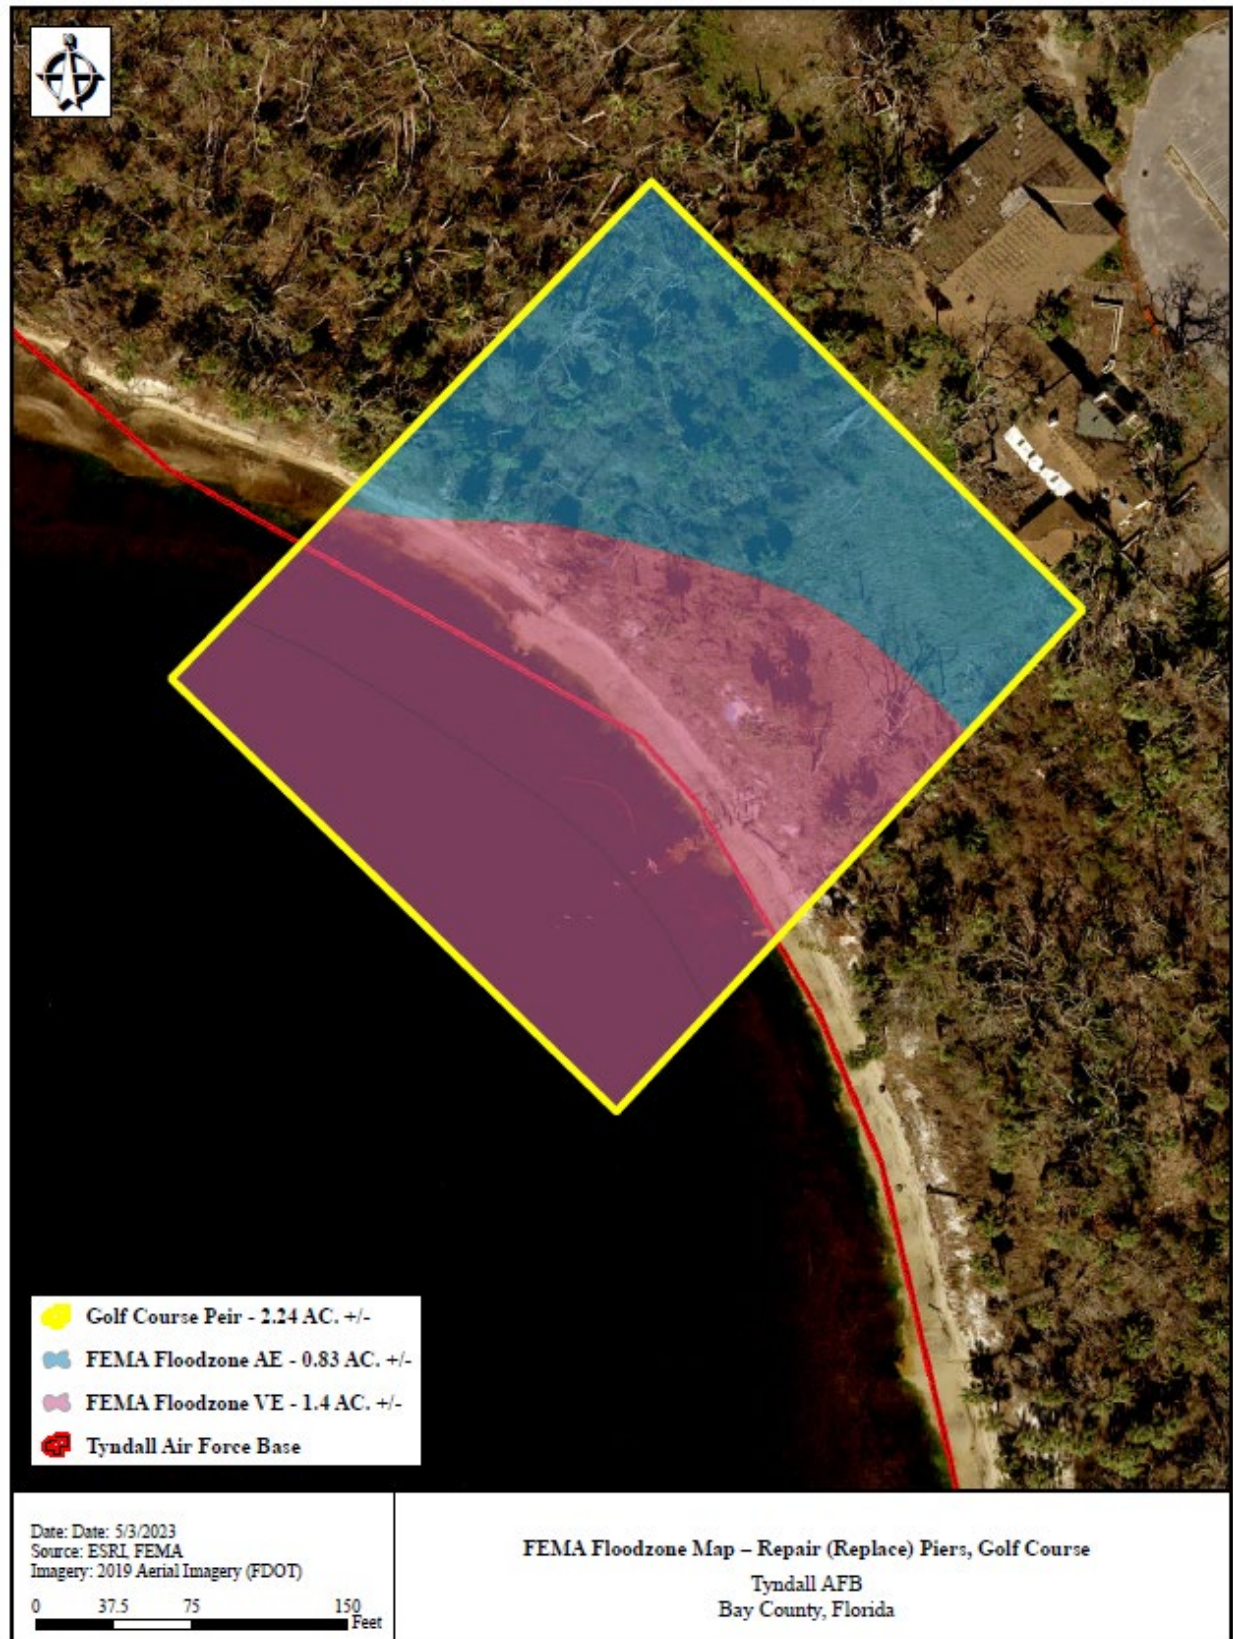 Golf Course Peir - 2.24 AC. +/-
FEMA Floodzone AE - 0.83 AC. +/-
FEMA Floodzone VE - 1.4 AC. +/-
Tyndall Air Force Base
Date: Date: 5/3/2023
Source: ESRI, FEMA
Imagery: 2019 Aerial Imagery (FDOT)
0 37.5 75 150
Feet
FEMA Floodzone Map – Repair (Replace) Piers, Golf Course
Tyndall AFB
Bay County, Florida